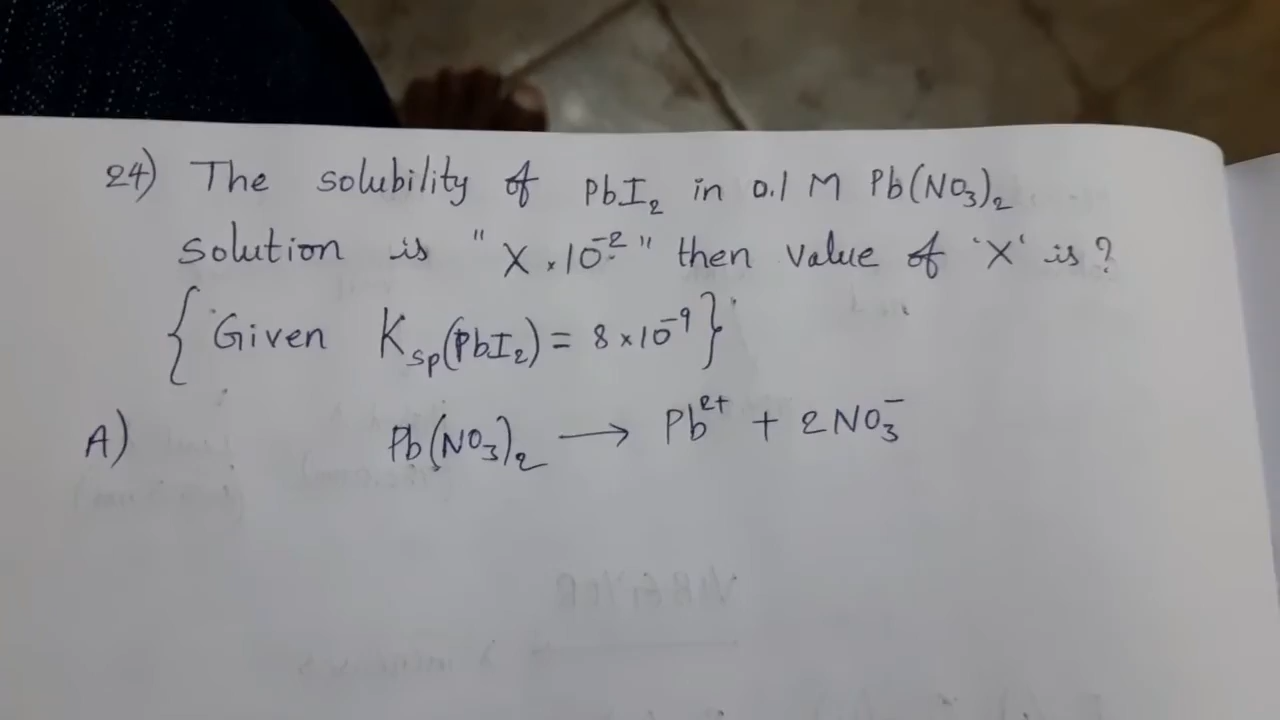 24) The solubility of PbI₂ in 0.1 M Pb(NO₃)₂
solution is "X × 10⁻²" then value of 'X' is?
{Given Ksp(PbI₂) = 8 × 10⁻⁹}
A) Pb(NO₃)₂ → Pb²⁺ + 2NO₃⁻